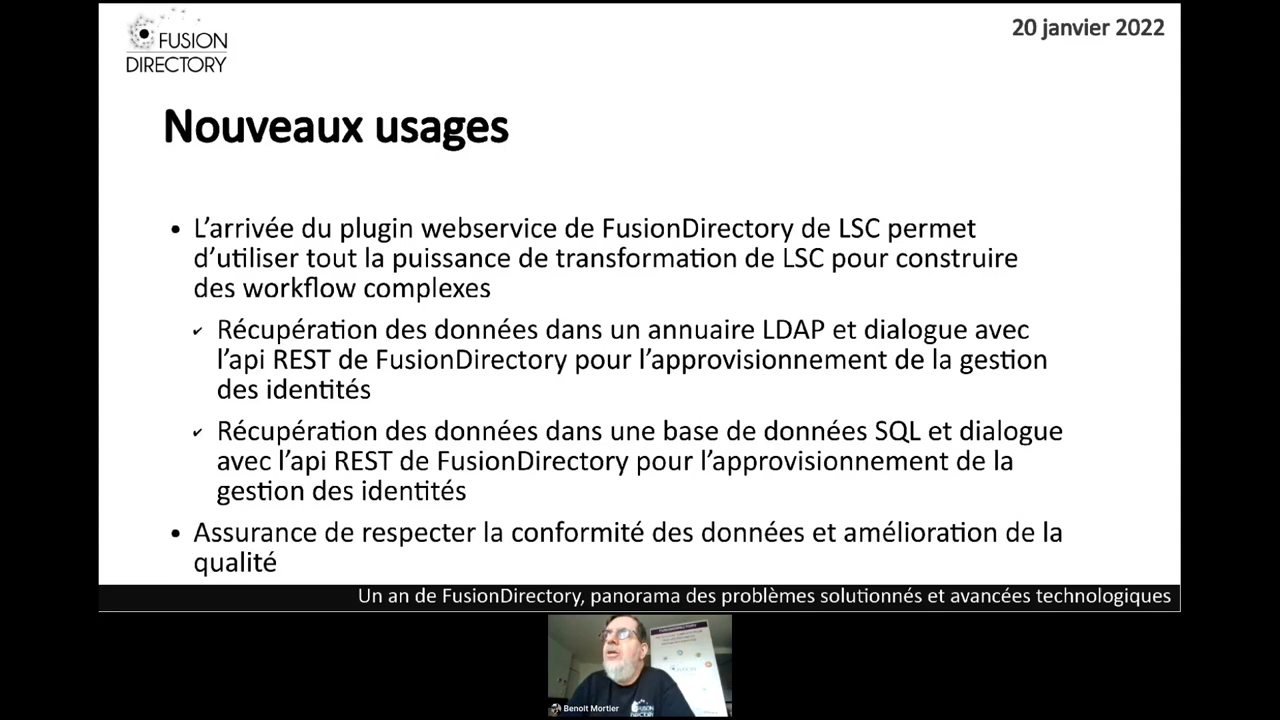 FUSION
DIRECTORY
20 janvier 2022
Nouveaux usages
• L’arrivée du plugin webservice de FusionDirectory de LSC permet
d’utiliser tout la puissance de transformation de LSC pour construire
des workflow complexes
✓ Récupération des données dans un annuaire LDAP et dialogue avec
l’api REST de FusionDirectory pour l’approvisionnement de la gestion
des identités
✓ Récupération des données dans une base de données SQL et dialogue
avec l’api REST de FusionDirectory pour l’approvisionnement de la
gestion des identités
• Assurance de respecter la conformité des données et amélioration de la
qualité
Un an de FusionDirectory, panorama des problèmes solutionnés et avancées technologiques
FUSION
FUSION
DIRECTORY
Benoit Mortier